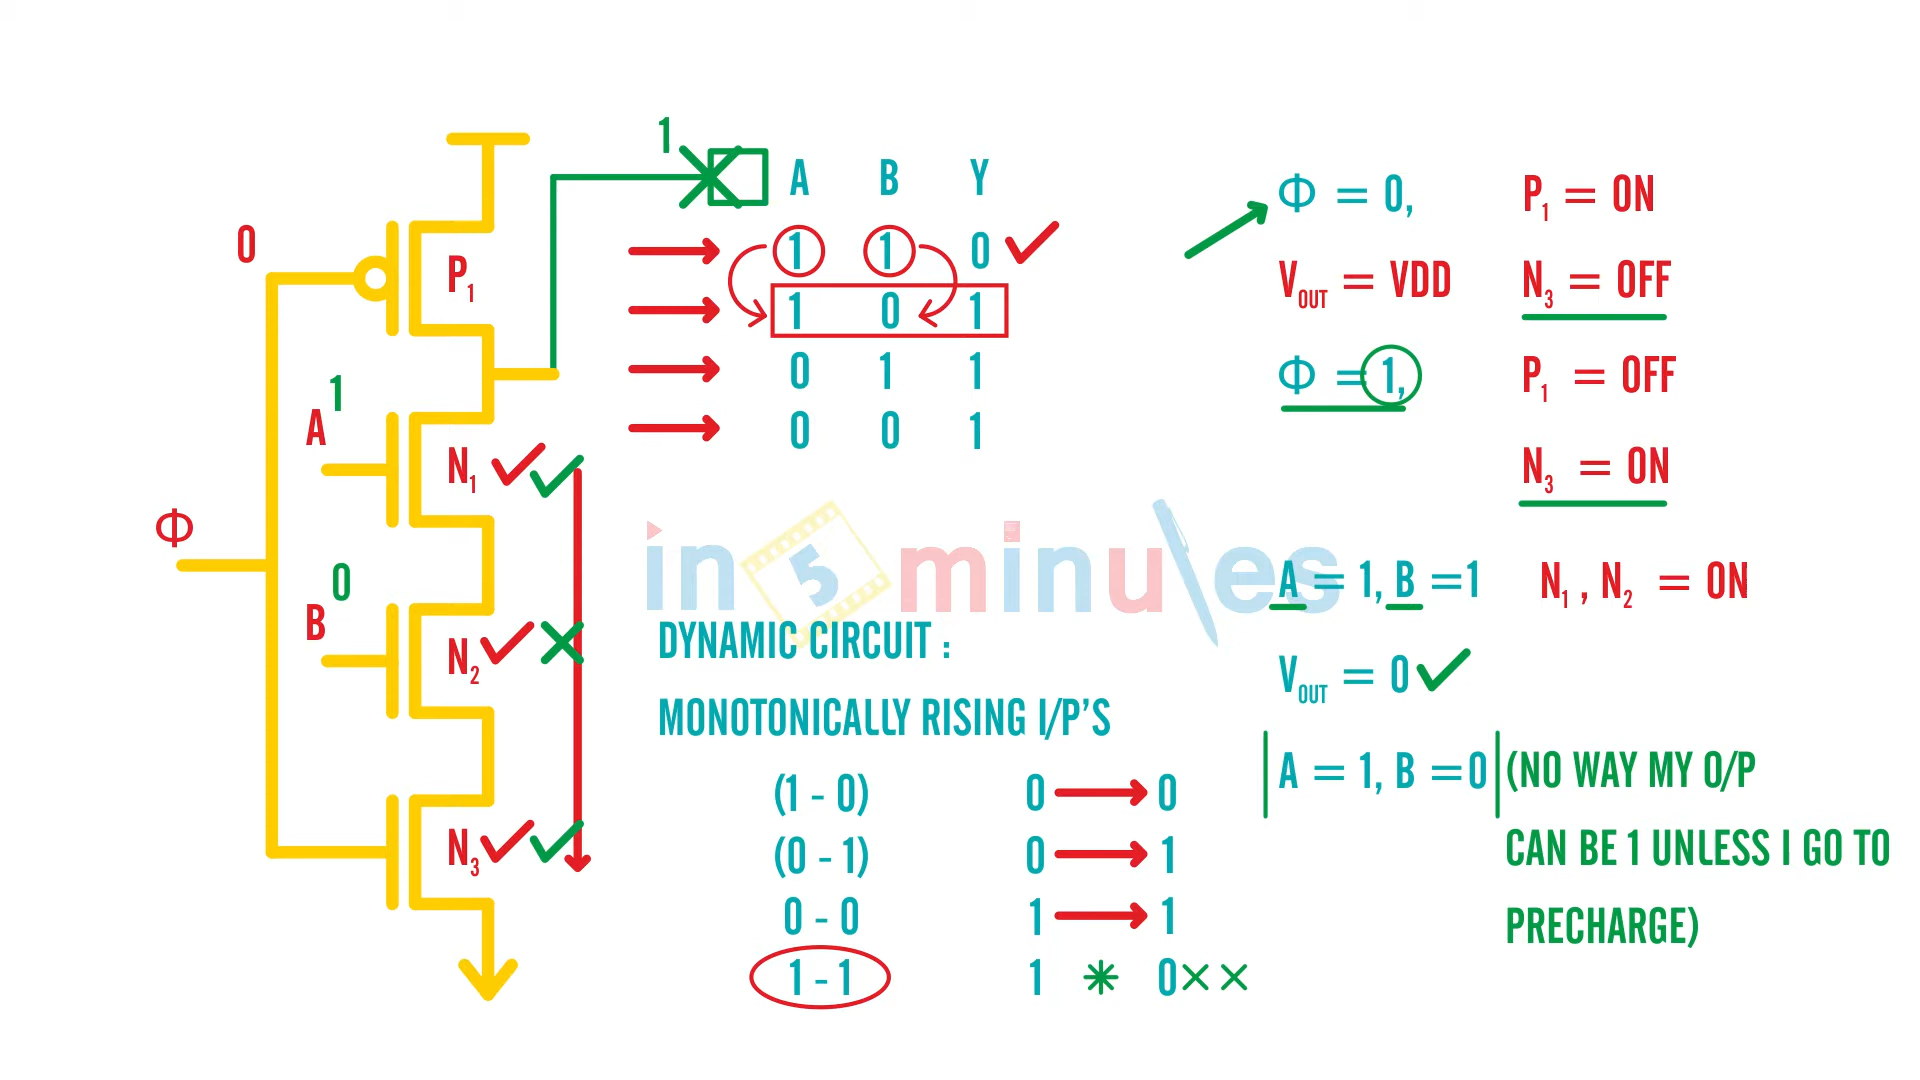 0
P1
A 1
N1
Φ
B 0
N2
N3
1
A B Y
1 1 0
1 0 1
0 1 1
0 0 1
in 5 minutes
DYNAMIC CIRCUIT :
MONOTONICALLY RISING I/P'S
(1 - 0) 0 → 0
(0 - 1) 0 → 1
0 - 0 1 → 1
1 - 1 1 * 0××
Φ = 0, P1 = ON
VOUT = VDD N3 = OFF
Φ = 1, P1 = OFF
N3 = ON
A = 1, B = 1 N1 , N2 = ON
VOUT = 0
A = 1, B = 0 (NO WAY MY O/P
CAN BE 1 UNLESS I GO TO
PRECHARGE)